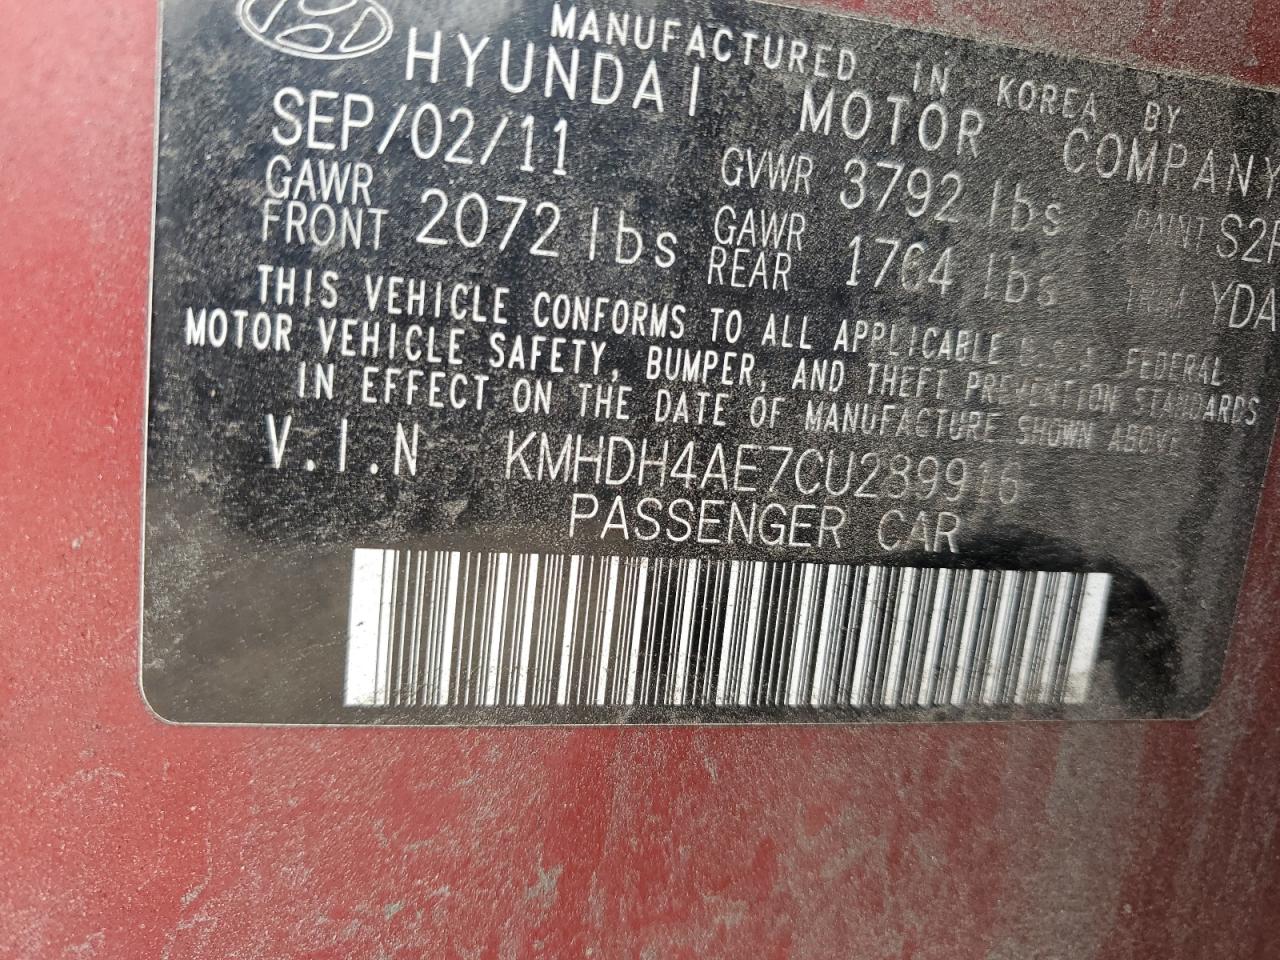 MANUFACTURED IN KOREA BY
HYUNDAI MOTOR COMPANY
SEP/02/11 GVWR 3792 lbs PAINT
GAWR FRONT 2072 lbs GAWR REAR 1764 lbs YDA
THIS VEHICLE CONFORMS TO ALL APPLICABLE U.S.A. FEDERAL
MOTOR VEHICLE SAFETY, BUMPER, AND THEFT PREVENTION STANDARDS
IN EFFECT ON THE DATE OF MANUFACTURE SHOWN ABOVE
V.I.N KMHDH4AE7CU289916
PASSENGER CAR